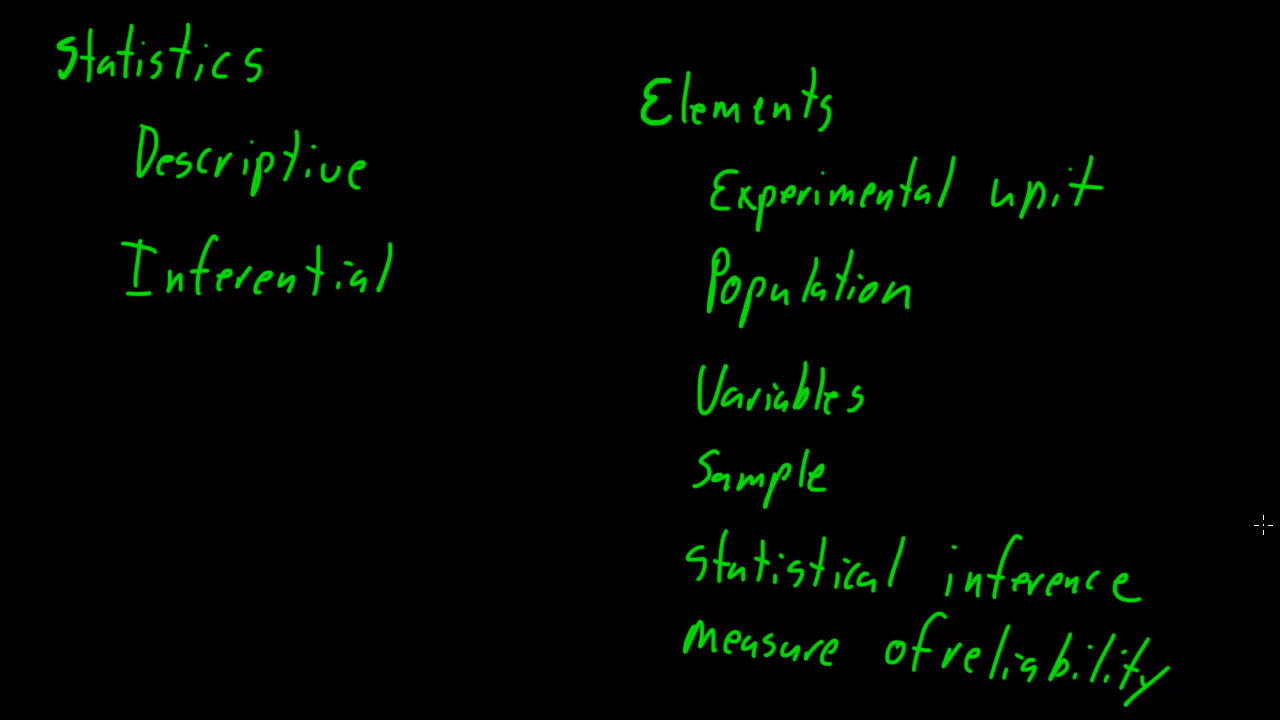 Statistics
Descriptive
Inferential
Elements
Experimental unit
Population
Variables
Sample
Statistical inference
measure of reliability